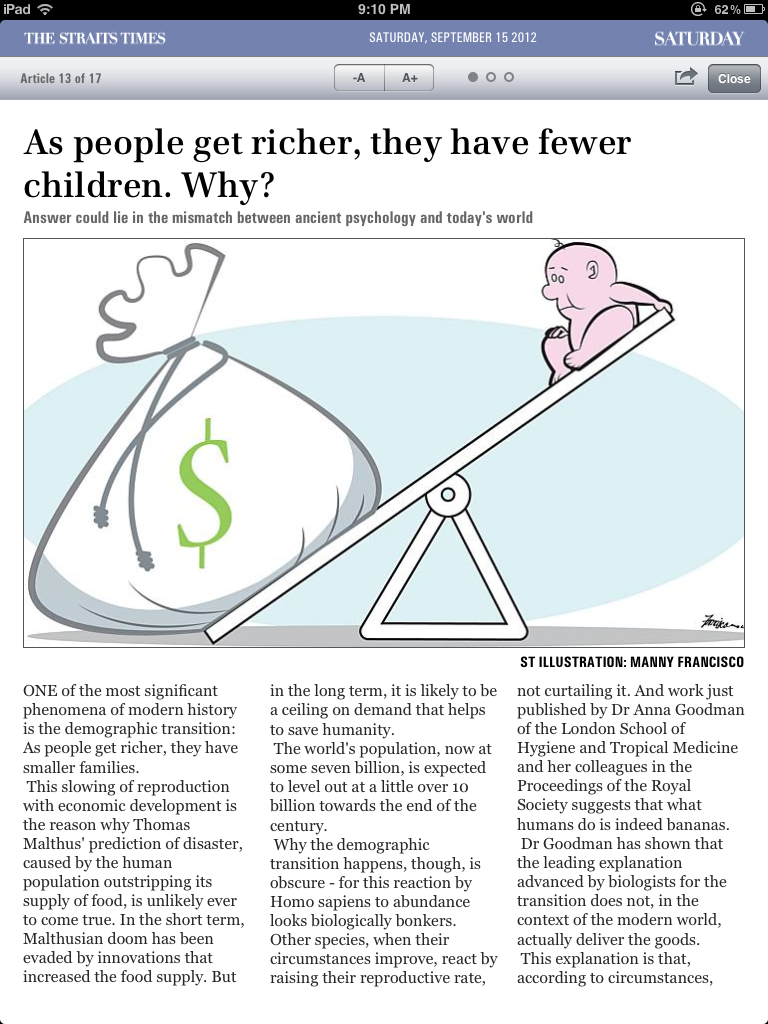 iPad 9:10 PM 62%
THE STRAITS TIMES SATURDAY, SEPTEMBER 15 2012 SATURDAY
Article 13 of 17 -A A+ Close
As people get richer, they have fewer
children. Why?
Answer could lie in the mismatch between ancient psychology and today's world
$
ST ILLUSTRATION: MANNY FRANCISCO
ONE of the most significant
phenomena of modern history
is the demographic transition:
As people get richer, they have
smaller families.
This slowing of reproduction
with economic development is
the reason why Thomas
Malthus' prediction of disaster,
caused by the human
population outstripping its
supply of food, is unlikely ever
to come true. In the short term,
Malthusian doom has been
evaded by innovations that
increased the food supply. But
in the long term, it is likely to be
a ceiling on demand that helps
to save humanity.
The world's population, now at
some seven billion, is expected
to level out at a little over 10
billion towards the end of the
century.
Why the demographic
transition happens, though, is
obscure - for this reaction by
Homo sapiens to abundance
looks biologically bonkers.
Other species, when their
circumstances improve, react by
raising their reproductive rate,
not curtailing it. And work just
published by Dr Anna Goodman
of the London School of
Hygiene and Tropical Medicine
and her colleagues in the
Proceedings of the Royal
Society suggests that what
humans do is indeed bananas.
Dr Goodman has shown that
the leading explanation
advanced by biologists for the
transition does not, in the
context of the modern world,
actually deliver the goods.
This explanation is that,
according to circumstances,